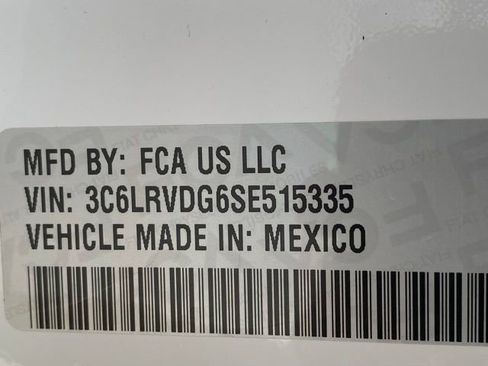 MFD BY: FCA US LLC
VIN: 3C6LRVDG6SE515335
VEHICLE MADE IN: MEXICO